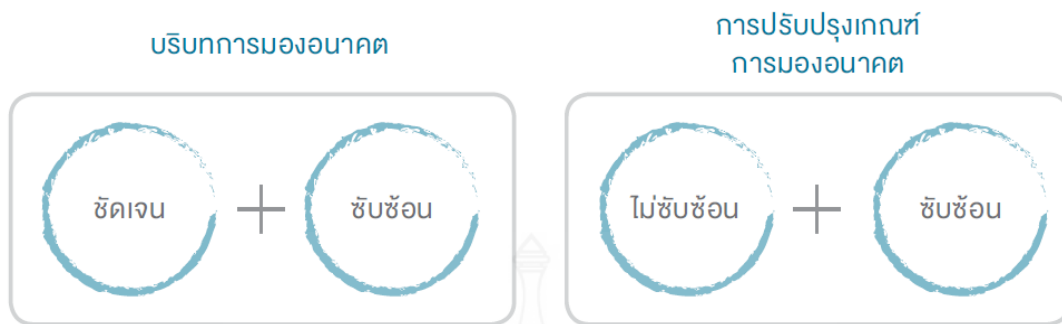 บริบทการมองอนาคต
การปรับปรุงเกณฑ์
การมองอนาคต
ชัดเจน + ซับซ้อน
ไม่ซับซ้อน + ซับซ้อน